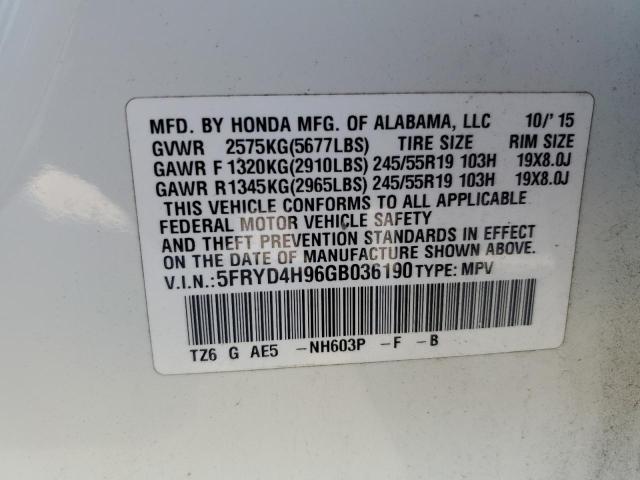 MFD. BY HONDA MFG. OF ALABAMA, LLC 10/'15
GVWR 2575KG(5677LBS) TIRE SIZE RIM SIZE
GAWR F 1320KG(2910LBS) 245/55R19 103H 19X8.0J
GAWR R1345KG(2965LBS) 245/55R19 103H 19X8.0J
THIS VEHICLE CONFORMS TO ALL APPLICABLE
FEDERAL MOTOR VEHICLE SAFETY
AND THEFT PREVENTION STANDARDS IN EFFECT
ON THE DATE OF MANUFACTURE SHOWN ABOVE.
V.I.N.:5FRYD4H96GB036190 TYPE: MPV
TZ6 G AE5 -NH603P -F -B